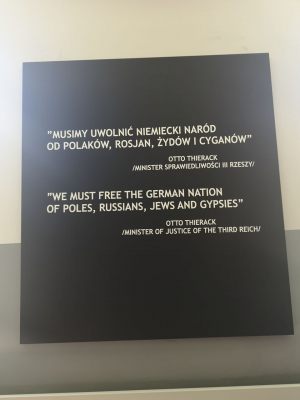 "MUSIMY UWOLNIĆ NIEMIECKI NARÓD
OD POLAKÓW, ROSJAN, ŻYDÓW I CYGANÓW"
OTTO THIERACK
/MINISTER SPRAWIEDLIWOŚCI III RZESZY/
"WE MUST FREE THE GERMAN NATION
OF POLES, RUSSIANS, JEWS AND GYPSIES"
OTTO THIERACK
/MINISTER OF JUSTICE OF THE THIRD REICH/